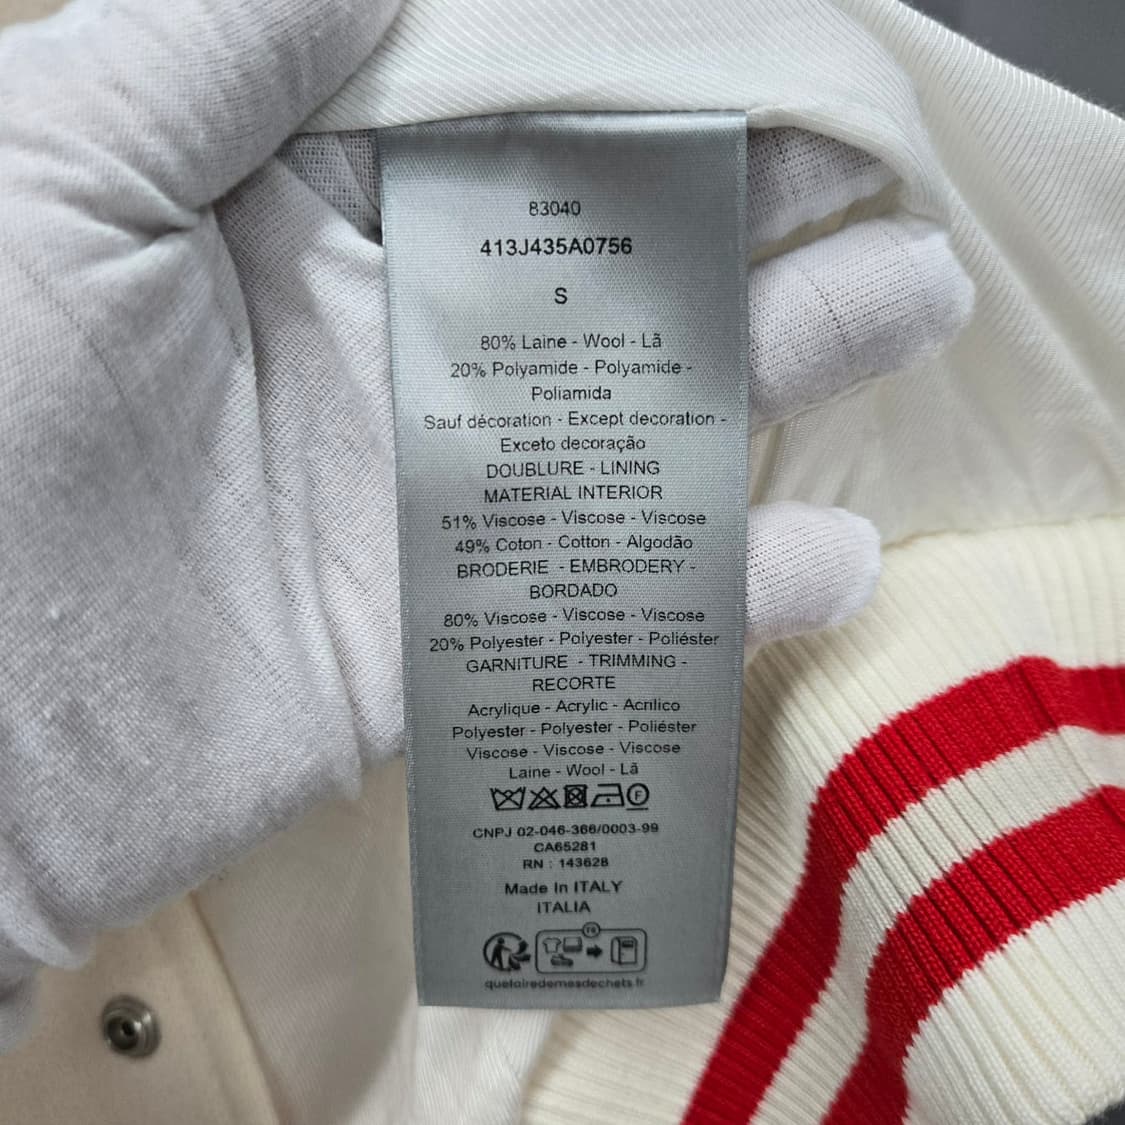 83040
413J435A0756
S
80% Laine - Wool - Lã
20% Polyamide - Polyamide -
Poliamida
Sauf décoration - Except decoration -
Exceto decoração
DOUBLURE - LINING
MATERIAL INTERIOR
51% Viscose - Viscose - Viscose
49% Coton - Cotton - Algodão
BRODERIE - EMBRODERY -
BORDADO
80% Viscose - Viscose - Viscose
20% Polyester - Polyester - Poliéster
GARNITURE - TRIMMING -
RECORTE
Acrylique - Acrylic - Acrilico
Polyester - Polyester - Poliéster
Viscose - Viscose - Viscose
Laine - Wool - Lã
F
CNPJ 02-046-366/0003-99
CA65281
RN : 143628
Made In ITALY
ITALIA
FR
quefairedemesdechets.fr